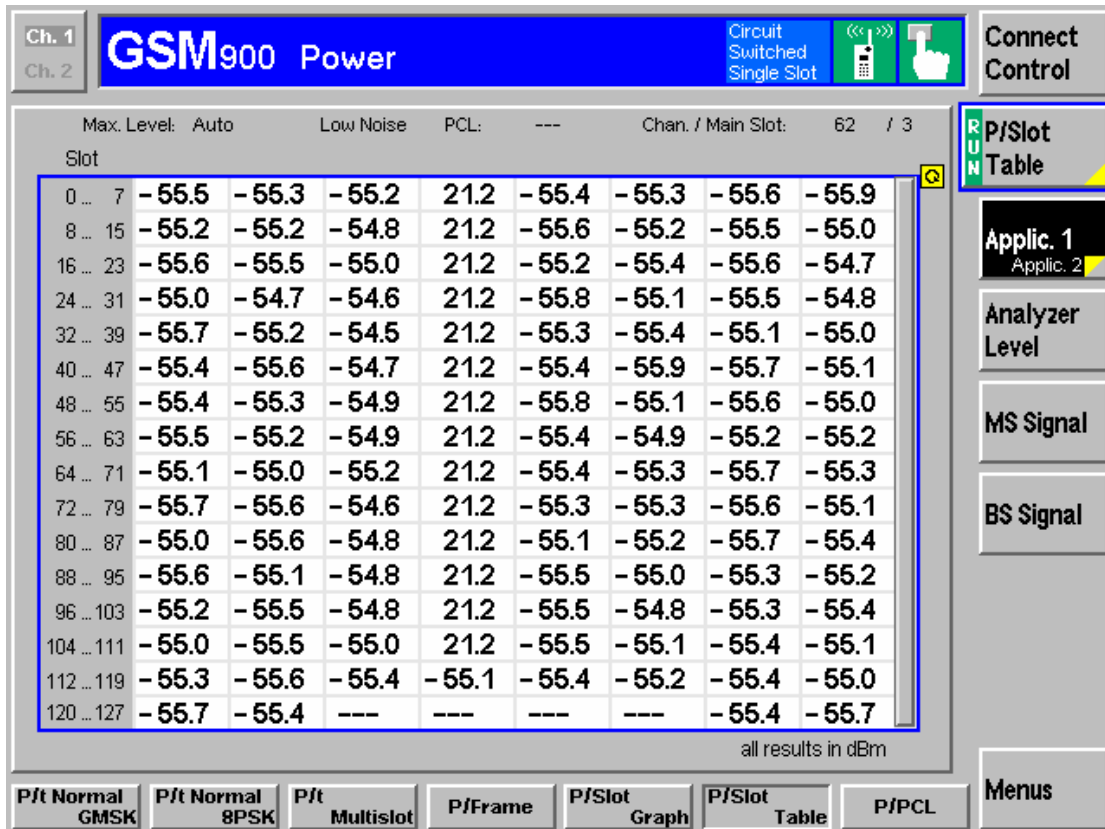 Ch. 1
Ch. 2
GSM900 Power
Circuit
Switched
Single Slot
Connect
Control
Max. Level: Auto Low Noise PCL: --- Chan. / Main Slot: 62 / 3
Slot
0 ... 7 - 55.5 - 55.3 - 55.2 21.2 - 55.4 - 55.3 - 55.6 - 55.9
8 ... 15 - 55.2 - 55.2 - 54.8 21.2 - 55.6 - 55.2 - 55.5 - 55.0
16 ... 23 - 55.6 - 55.5 - 55.0 21.2 - 55.2 - 55.4 - 55.6 - 54.7
24 ... 31 - 55.0 - 54.7 - 54.6 21.2 - 55.8 - 55.1 - 55.5 - 54.8
32 ... 39 - 55.7 - 55.2 - 54.5 21.2 - 55.3 - 55.4 - 55.1 - 55.0
40 ... 47 - 55.4 - 55.6 - 54.7 21.2 - 55.4 - 55.9 - 55.7 - 55.1
48 ... 55 - 55.4 - 55.3 - 54.9 21.2 - 55.8 - 55.1 - 55.6 - 55.0
56 ... 63 - 55.5 - 55.2 - 54.9 21.2 - 55.4 - 54.9 - 55.2 - 55.2
64 ... 71 - 55.1 - 55.0 - 55.2 21.2 - 55.4 - 55.3 - 55.7 - 55.3
72 ... 79 - 55.7 - 55.6 - 54.6 21.2 - 55.3 - 55.3 - 55.6 - 55.1
80 ... 87 - 55.0 - 55.6 - 54.8 21.2 - 55.1 - 55.2 - 55.7 - 55.4
88 ... 95 - 55.6 - 55.1 - 54.8 21.2 - 55.5 - 55.0 - 55.3 - 55.2
96 ... 103 - 55.2 - 55.5 - 54.8 21.2 - 55.5 - 54.8 - 55.3 - 55.4
104 ... 111 - 55.0 - 55.5 - 55.0 21.2 - 55.5 - 55.1 - 55.4 - 55.1
112 ... 119 - 55.3 - 55.6 - 55.4 - 55.1 - 55.4 - 55.2 - 55.4 - 55.0
120 ... 127 - 55.7 - 55.4 --- --- --- --- - 55.4 - 55.7
all results in dBm
RUN
P/Slot
Table
Applic. 1
Applic. 2
Analyzer
Level
MS Signal
BS Signal
Menus
P/t Normal
GMSK
P/t Normal
8PSK
P/t
Multislot
P/Frame
P/Slot
Graph
P/Slot
Table
P/PCL